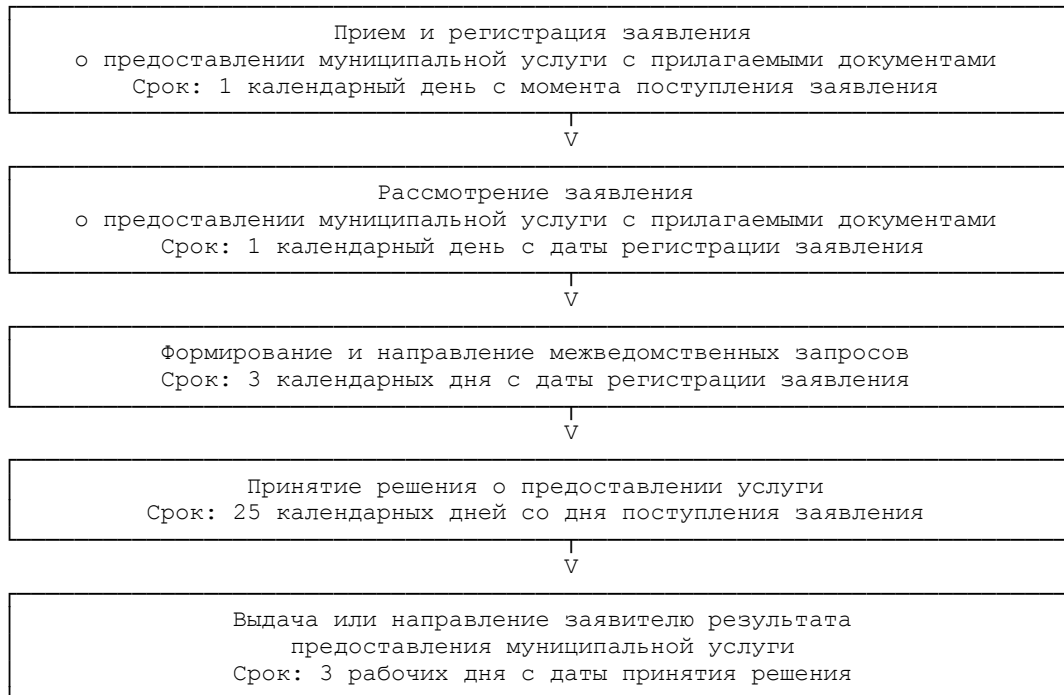 Прием и регистрация заявления
о предоставлении муниципальной услуги с прилагаемыми документами
Срок: 1 календарный день с момента поступления заявления
V
Рассмотрение заявления
о предоставлении муниципальной услуги с прилагаемыми документами
Срок: 1 календарный день с даты регистрации заявления
V
Формирование и направление межведомственных запросов
Срок: 3 календарных дня с даты регистрации заявления
V
Принятие решения о предоставлении услуги
Срок: 25 календарных дней со дня поступления заявления
V
Выдача или направление заявителю результата
предоставления муниципальной услуги
Срок: 3 рабочих дня с даты принятия решения